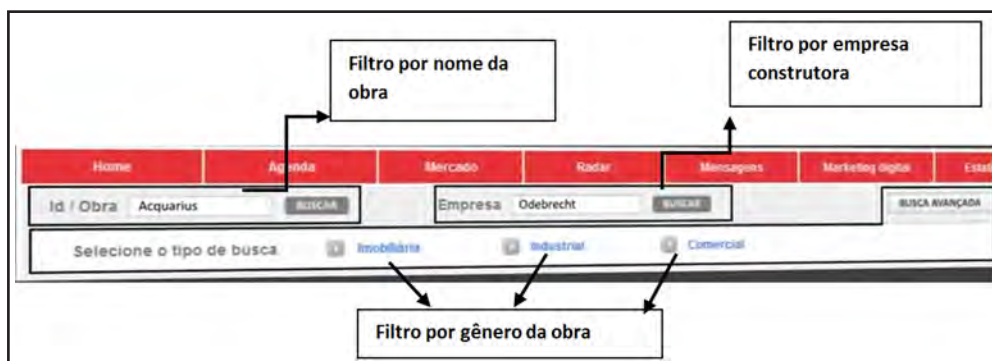 Filtro por nome da
obra
Filtro por empresa
construtora
Home Agenda Mercado Radar Mensagens Marketing digital Estat
Id / Obra Acquarius BUSCAR Empresa Odebrecht BUSCAR BUSCA AVANÇADA
Selecione o tipo de busca Imobiliária Industrial Comercial
Filtro por gênero da obra